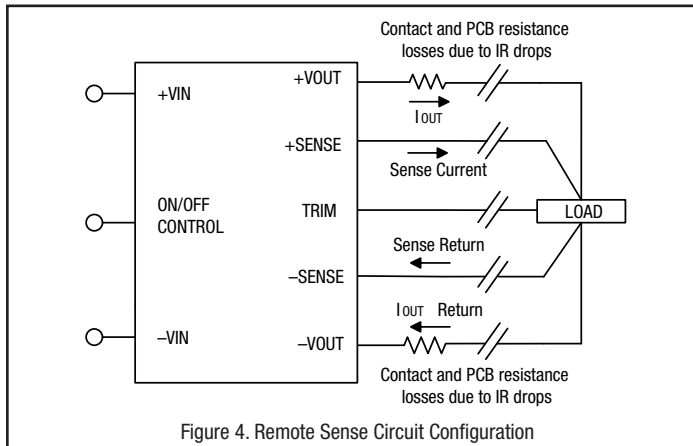 Contact and PCB resistance
losses due to IR drops
+VOUT
+VIN
IOUT
+SENSE
Sense Current
ON/OFF
CONTROL
TRIM
LOAD
Sense Return
−SENSE
IOUT Return
−VIN
−VOUT
Contact and PCB resistance
losses due to IR drops
Figure 4. Remote Sense Circuit Configuration